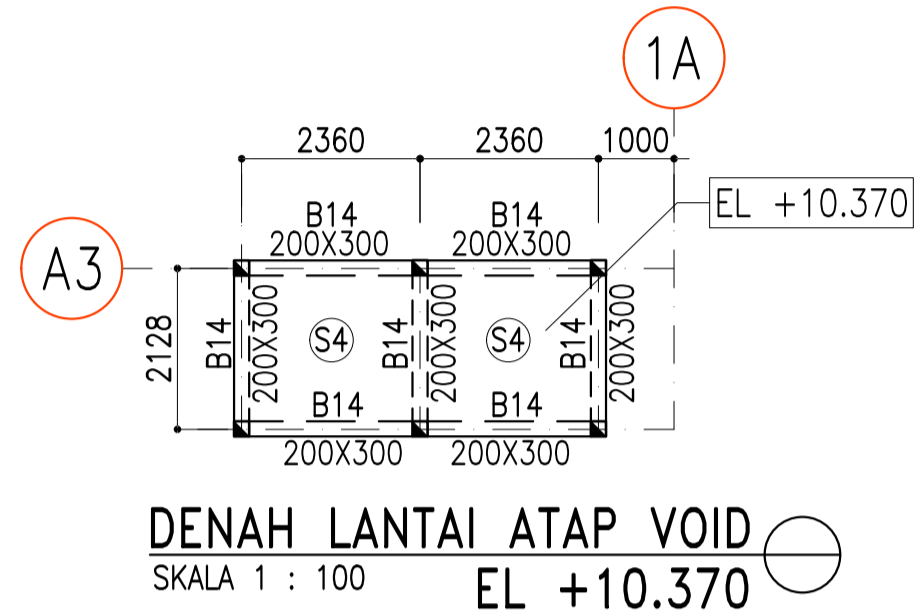 1A
2360 2360 1000
EL +10.370
B14 B14
200X300 200X300
A3
2128
B14 200X300 S4 B14 200X300 S4 B14 200X300
B14 B14
200X300 200X300
DENAH LANTAI ATAP VOID
SKALA 1 : 100 EL +10.370